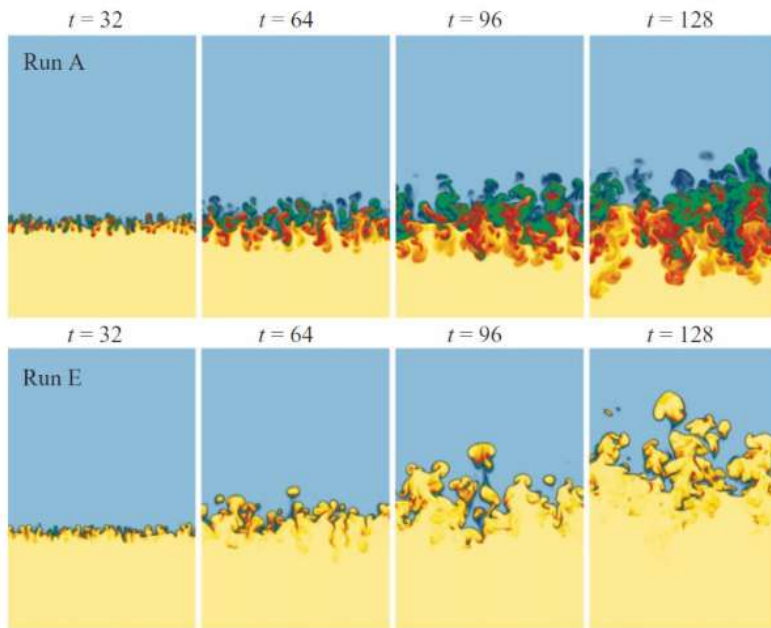 t = 32 t = 64 t = 96 t = 128
Run A
t = 32 t = 64 t = 96 t = 128
Run E